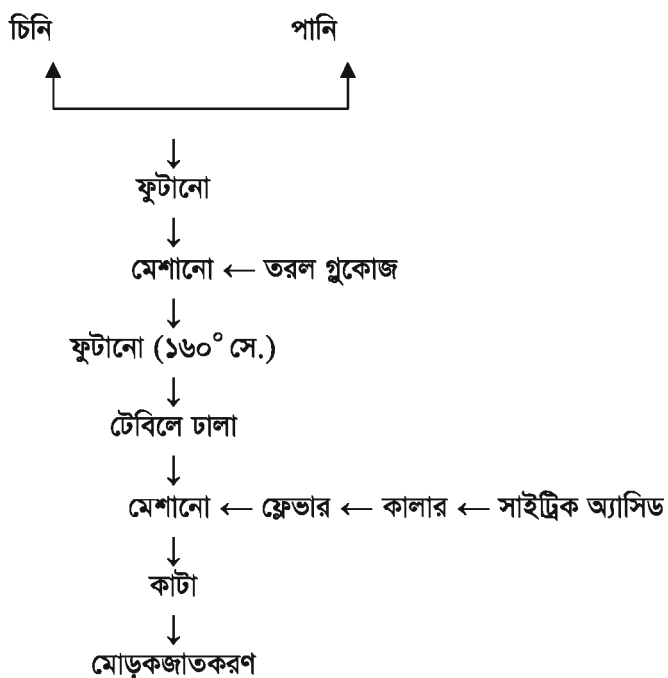 চিনি পানি
ফুটানো
মেশানো ← তরল গ্লুকোজ
ফুটানো (১৬০° সে.)
টেবিলে ঢালা
মেশানো ← ফ্লেভার ← কালার ← সাইট্রিক অ্যাসিড
কাটা
মোড়কজাতকরণ